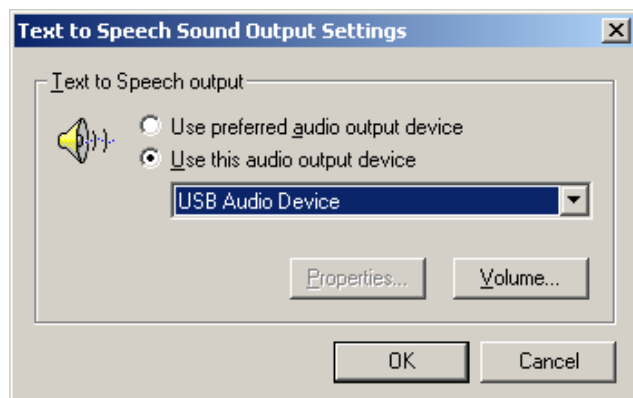 Text to Speech Sound Output Settings
Text to Speech output
Use preferred audio output device
Use this audio output device
USB Audio Device
Properties...
Volume...
OK
Cancel